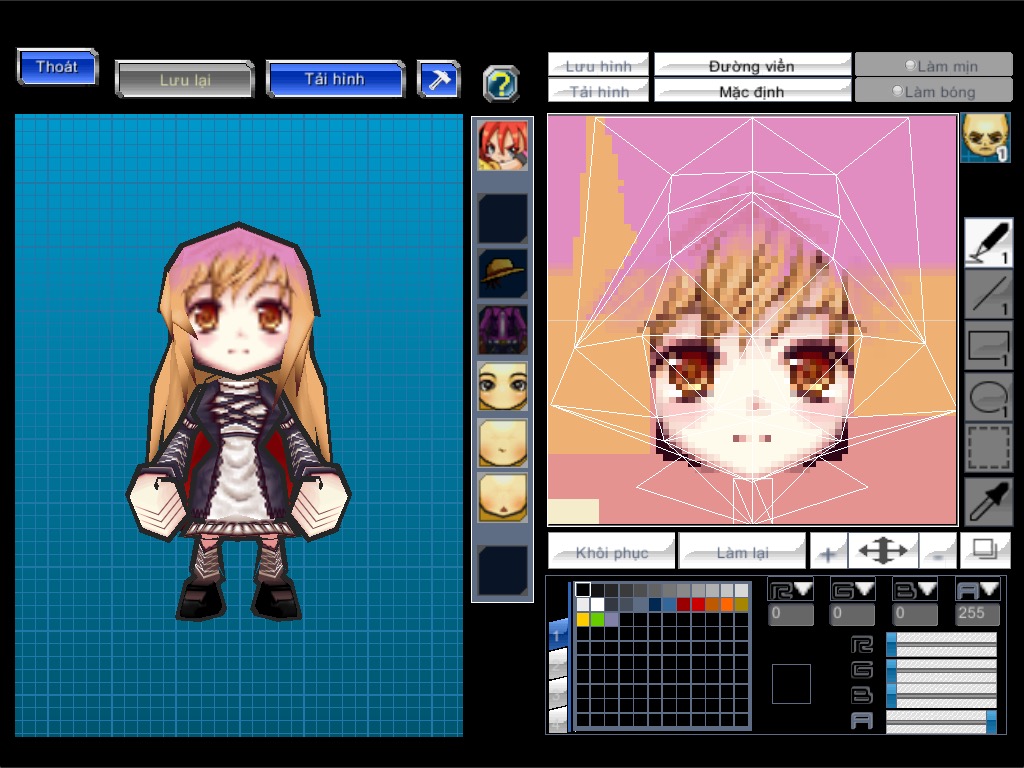 Thoát
Lưu lại
Tải hình
Lưu hình
Đường viền
Làm mịn
Tải hình
Mặc định
Làm bóng
1
1
1
1
1
Khôi phục
Làm lại
R
G
B
A
0
0
0
255
1
R
G
B
A